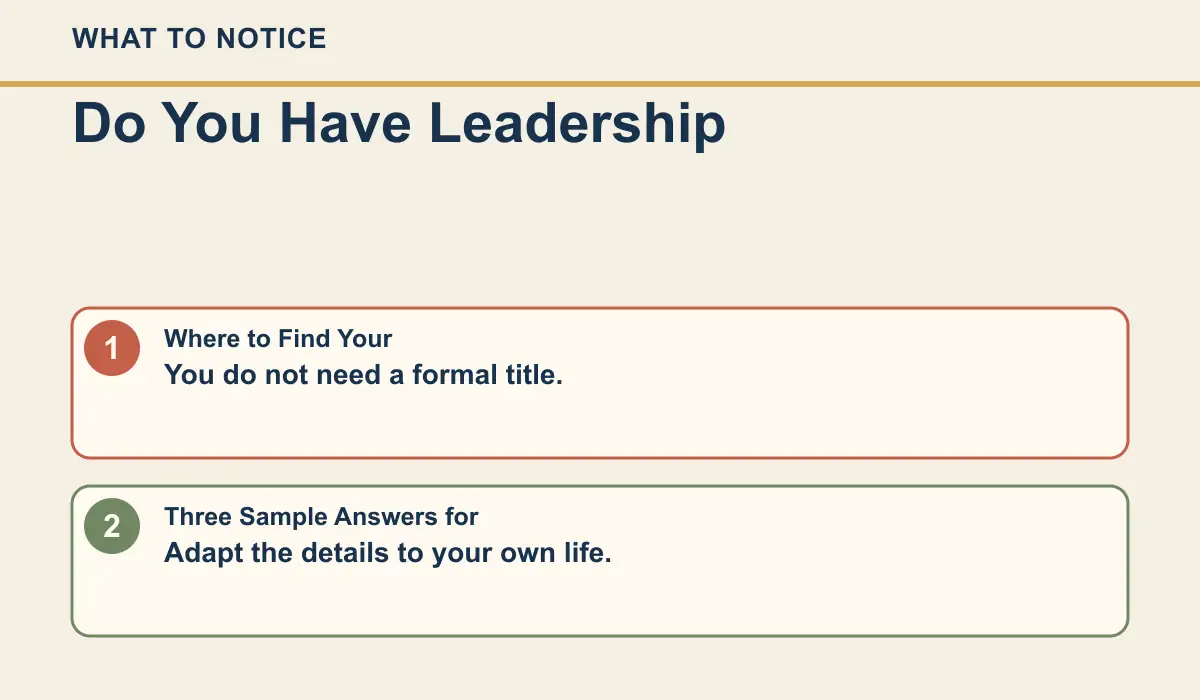 WHAT TO NOTICE
Do You Have Leadership
1
Where to Find Your
You do not need a formal title.
2
Three Sample Answers for
Adapt the details to your own life.